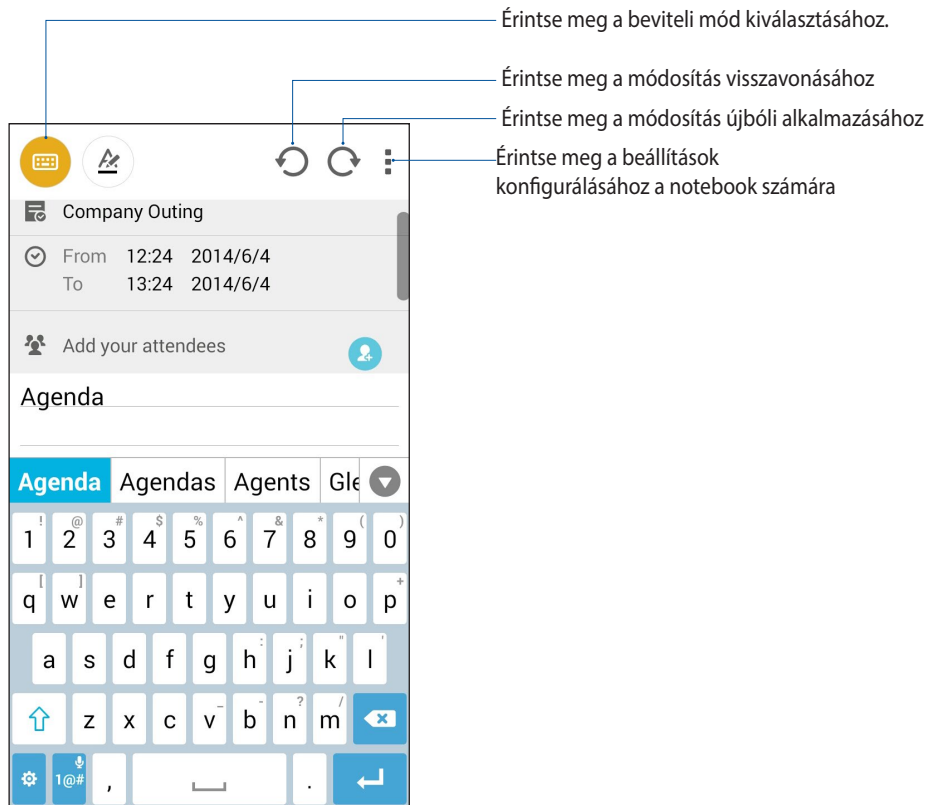 Érintse meg a beviteli mód kiválasztásához.
Érintse meg a módosítás visszavonásához
Érintse meg a módosítás újbóli alkalmazásához
Érintse meg a beállítások
konfigurálásához a notebook számára
Company Outing
From 12:24 2014/6/4
To 13:24 2014/6/4
Add your attendees
Agenda
Agenda Agendas Agents Gle
! @ # $ % ^ & * ( )
1 2 3 4 5 6 7 8 9 0
[ ] +
q w e r t y u i o p
: ; " '
a s d f g h j k l
_ - ? /
z x c v b n m
1@# , .